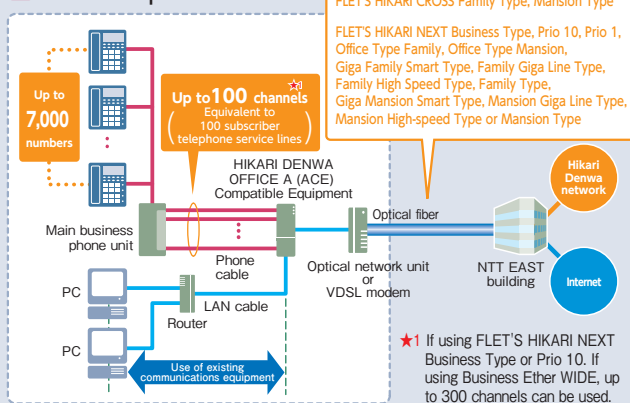 FLET'S HIKARI CROSS Family Type, Mansion Type
FLET'S HIKARI NEXT Business Type, Prio 10, Prio 1,
Office Type Family, Office Type Mansion,
Giga Family Smart Type, Family Giga Line Type,
Family High Speed Type, Family Type,
Giga Mansion Smart Type, Mansion Giga Line Type,
Mansion High-speed Type or Mansion Type
Up to
7,000
numbers
Up to100 channels ★1
Equivalent to
100 subscriber
telephone service lines
HIKARI DENWA
OFFICE A (ACE)
Compatible Equipment
Main business
phone unit
Phone
cable
Optical fiber
Optical network unit
or
VDSL modem
Hikari
Denwa
network
NTT EAST
building
Internet
PC
LAN cable
Router
PC
Use of existing
communications equipment
★1 If using FLET'S HIKARI NEXT
Business Type or Prio 10. If
using Business Ether WIDE, up
to 300 channels can be used.